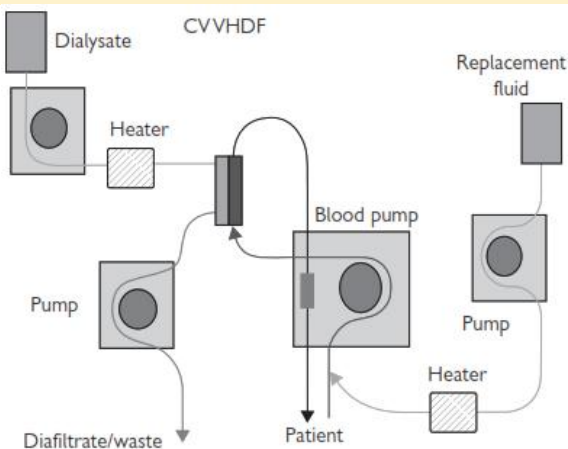 CVVHDF
Dialysate
Replacement
fluid
Heater
Blood pump
Pump
Pump
Heater
Diafiltrate/waste
Patient